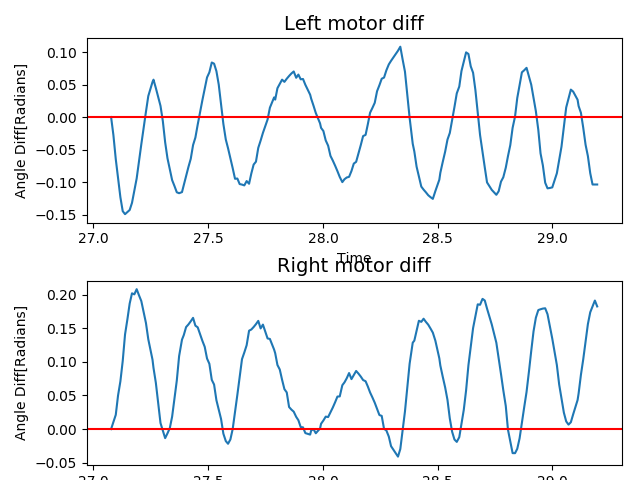 Left motor diff
Angle Diff[Radians]
0.10
0.05
0.00
−0.05
−0.10
−0.15
27.0 27.5 28.0 28.5 29.0
Time
Right motor diff
Angle Diff[Radians]
0.20
0.15
0.10
0.05
0.00
−0.05
27.0 27.5 28.0 28.5 29.0